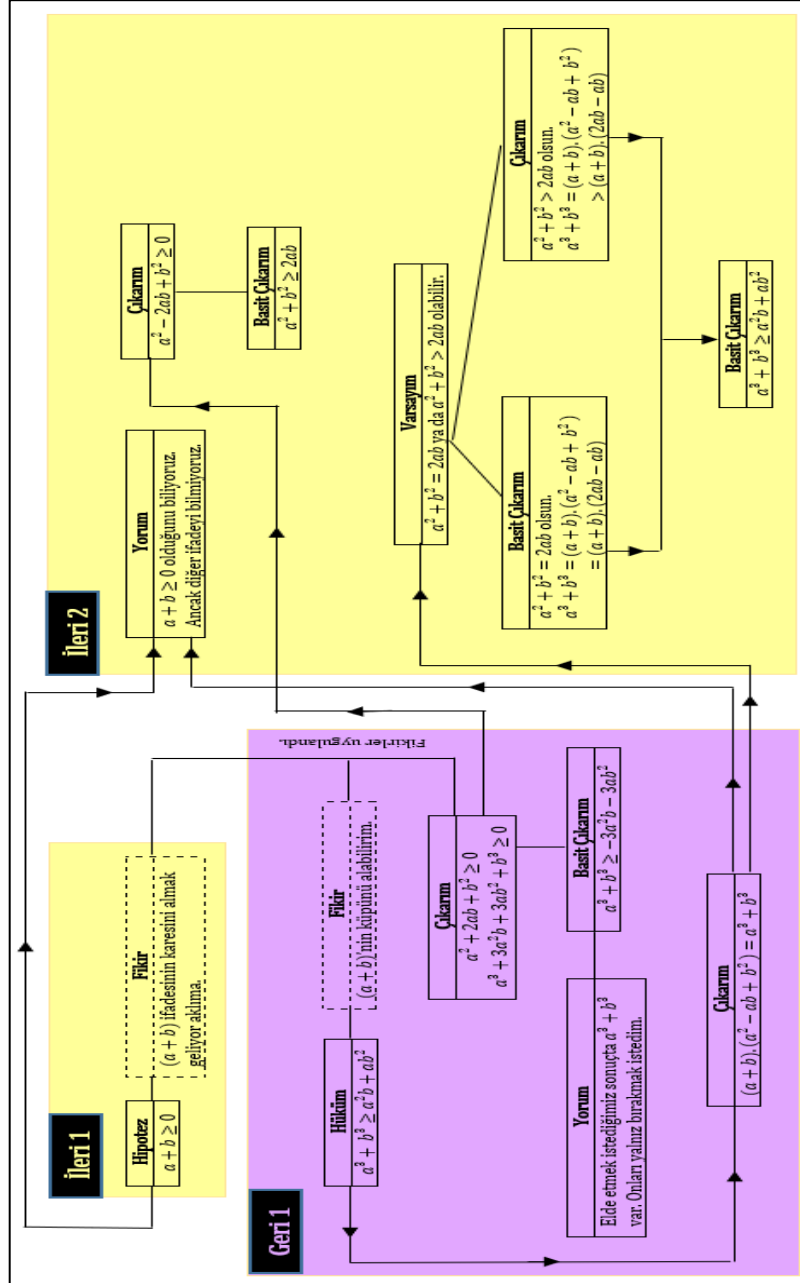 İleri 1
Hipotez
a + b ≥ 0
Fikir
(a + b) ifadesinin karesini almak
geliyor aklıma.
Geri 1
Hüküm
a³ + b³ ≥ a²b + ab²
Fikir
(a + b)'nin küpünü alabilirim.
Fikirler uygulandı.
Çıkarım
a² + 2ab + b² ≥ 0
a³ + 3a²b + 3ab² + b³ ≥ 0
Yorum
Elde etmek istediğimiz sonuçta a³ + b³
var. Onları yalnız bırakmak istedim.
Basit Çıkarım
a³ + b³ ≥ −3a²b − 3ab²
Çıkarım
(a + b).(a² − ab + b²) = a³ + b³
İleri 2
Yorum
a + b ≥ 0 olduğunu biliyoruz.
Ancak diğer ifadeyi bilmiyoruz.
Çıkarım
a² − 2ab + b² ≥ 0
Basit Çıkarım
a² + b² ≥ 2ab
Varsayım
a² + b² = 2ab ya da a² + b² > 2ab olabilir.
Basit Çıkarım
a² + b² = 2ab olsun.
a³ + b³ = (a + b).(a² − ab + b²)
= (a + b).(2ab − ab)
Çıkarım
a² + b² > 2ab olsun.
a³ + b³ = (a + b).(a² − ab + b²)
> (a + b).(2ab − ab)
Basit Çıkarım
a³ + b³ ≥ a²b + ab²